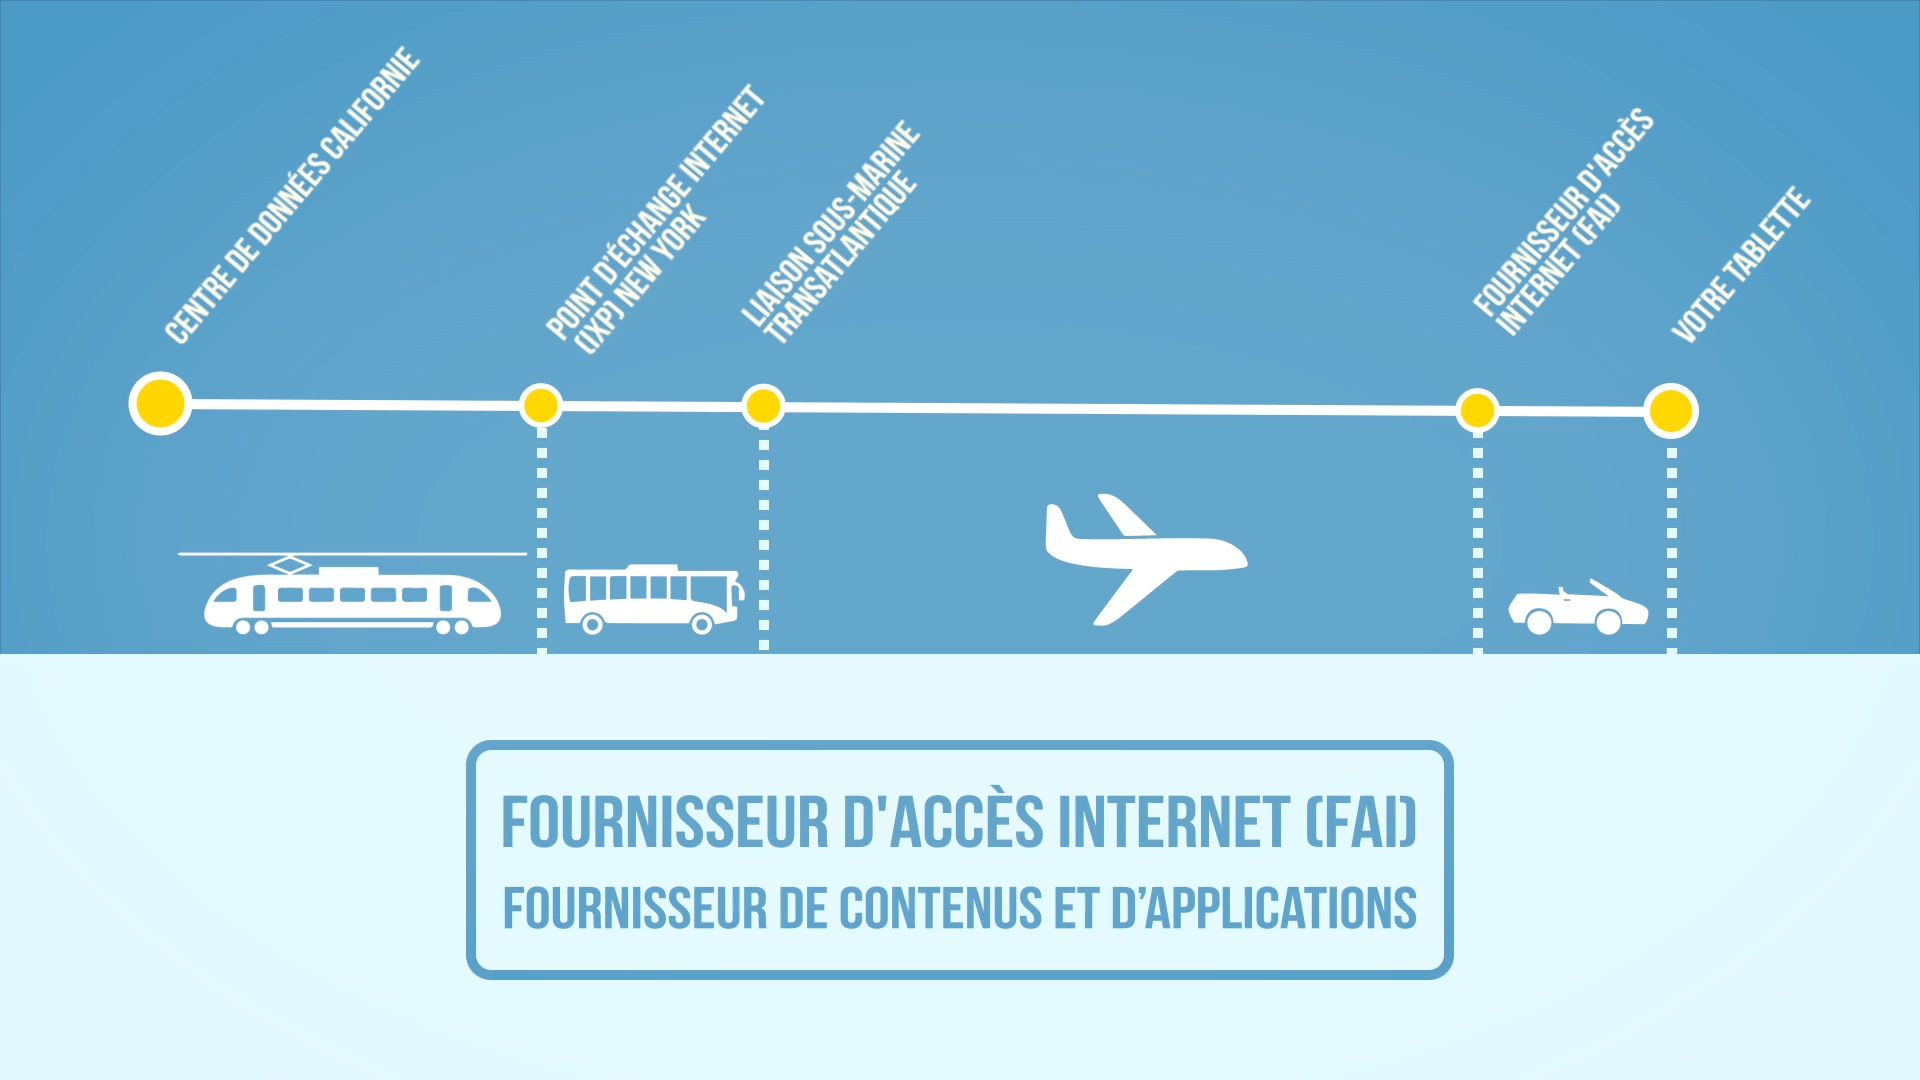 CENTRE DE DONNÉES CALIFORNIE
POINT D'ÉCHANGE INTERNET
(IXP) NEW YORK
LIAISON SOUS-MARINE
TRANSATLANTIQUE
FOURNISSEUR D'ACCÈS
INTERNET (FAI)
VOTRE TABLETTE
FOURNISSEUR D'ACCÈS INTERNET (FAI)
FOURNISSEUR DE CONTENUS ET D’APPLICATIONS